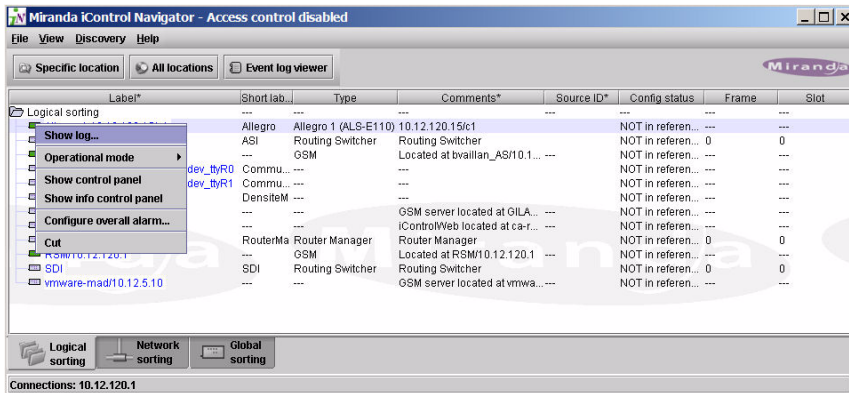 Miranda iControl Navigator - Access control disabled
File View Discovery Help
Specific location All locations Event log viewer Miranda
Label* Short lab... Type Comments* Source ID* Config status Frame Slot
Logical sorting --- --- --- --- --- --- ---
Allegro Allegro 1 (ALS-E110) 10.12.120.15/c1 NOT in referen... --- ---
Show log... ASI Routing Switcher Routing Switcher NOT in referen... 0 0
Operational mode --- GSM Located at bvaillan_AS/10.1... --- NOT in referen... --- ---
dev_ttyR0 Commu... --- --- NOT in referen... --- ---
Show control panel dev_ttyR1 Commu... --- --- NOT in referen... --- ---
Show info control panel DensiteM --- --- NOT in referen... --- ---
Configure overall alarm... --- --- GSM server located at GILA... --- NOT in referen... --- ---
--- --- iControlWeb located at ca-r... --- NOT in referen... --- ---
Cut RouterMa Router Manager Router Manager NOT in referen... 0 0
RSM/10.12.120.1 --- GSM Located at RSM/10.12.120.1 --- NOT in referen... --- ---
SDI SDI Routing Switcher Routing Switcher NOT in referen... 0 0
vmware-mad/10.12.5.10 --- --- GSM server located at vmwa... --- NOT in referen... --- ---
Logical sorting
Network sorting
Global sorting
Connections: 10.12.120.1